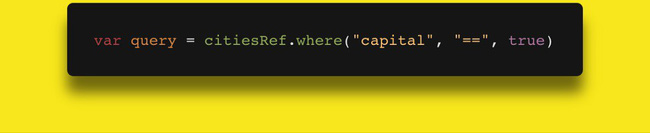 var query = citiesRef.where("capital", "==", true)